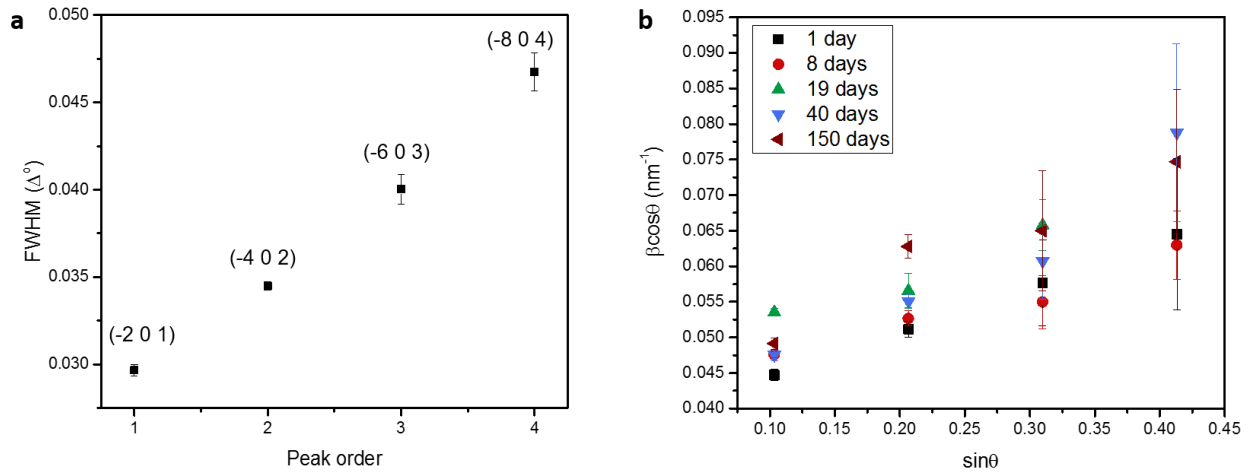 a
FWHM (Δ°)
0.050
0.045
0.040
0.035
0.030
(-2 0 1)
(-4 0 2)
(-6 0 3)
(-8 0 4)
1
2
3
4
Peak order
b
βcosθ (nm⁻¹)
0.095
0.090
0.085
0.080
0.075
0.070
0.065
0.060
0.055
0.050
0.045
0.040
1 day
8 days
19 days
40 days
150 days
0.10
0.15
0.20
0.25
0.30
0.35
0.40
0.45
sinθ